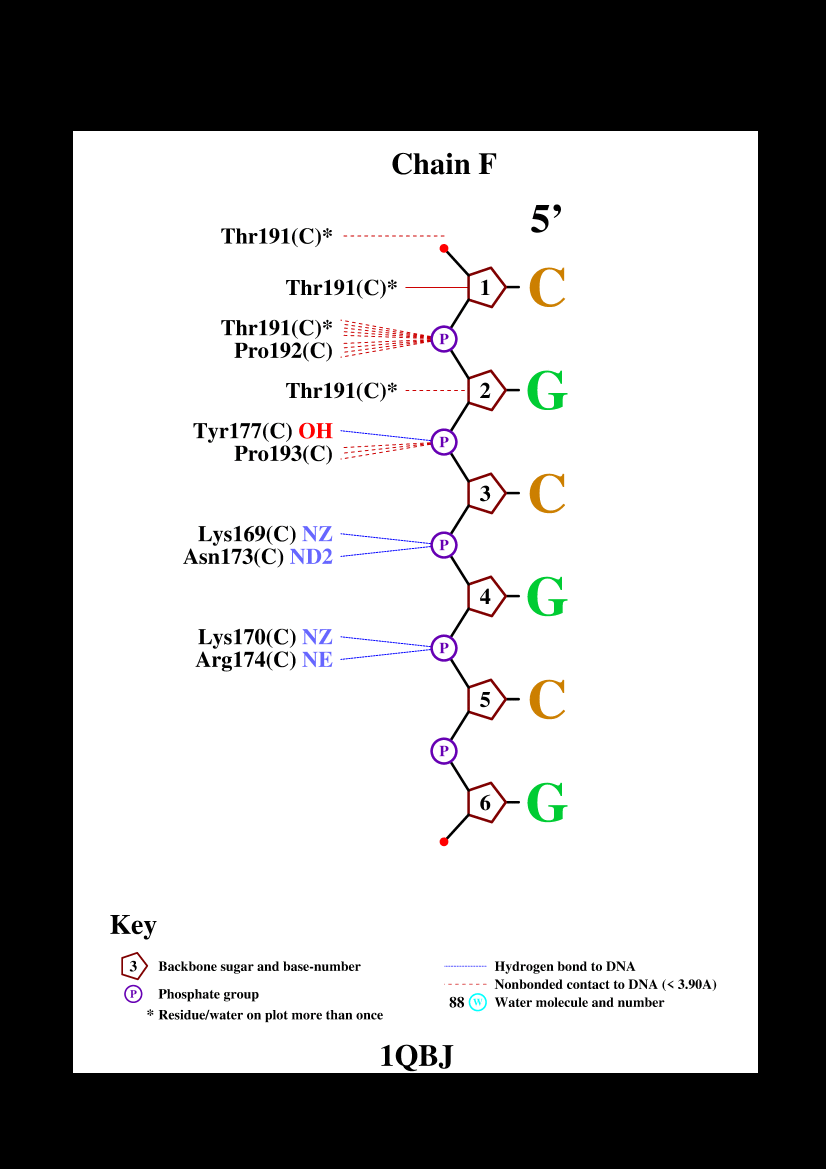 Chain F
5’
Thr191(C)*
Thr191(C)*
1 C
Thr191(C)*
Pro192(C)
P
Thr191(C)*
2 G
Tyr177(C) OH
Pro193(C)
P
3 C
Lys169(C) NZ
Asn173(C) ND2
P
4 G
Lys170(C) NZ
Arg174(C) NE
P
5 C
P
6 G
Key
3 Backbone sugar and base-number
P Phosphate group
* Residue/water on plot more than once
Hydrogen bond to DNA
Nonbonded contact to DNA (< 3.90A)
88 W Water molecule and number
1QBJ